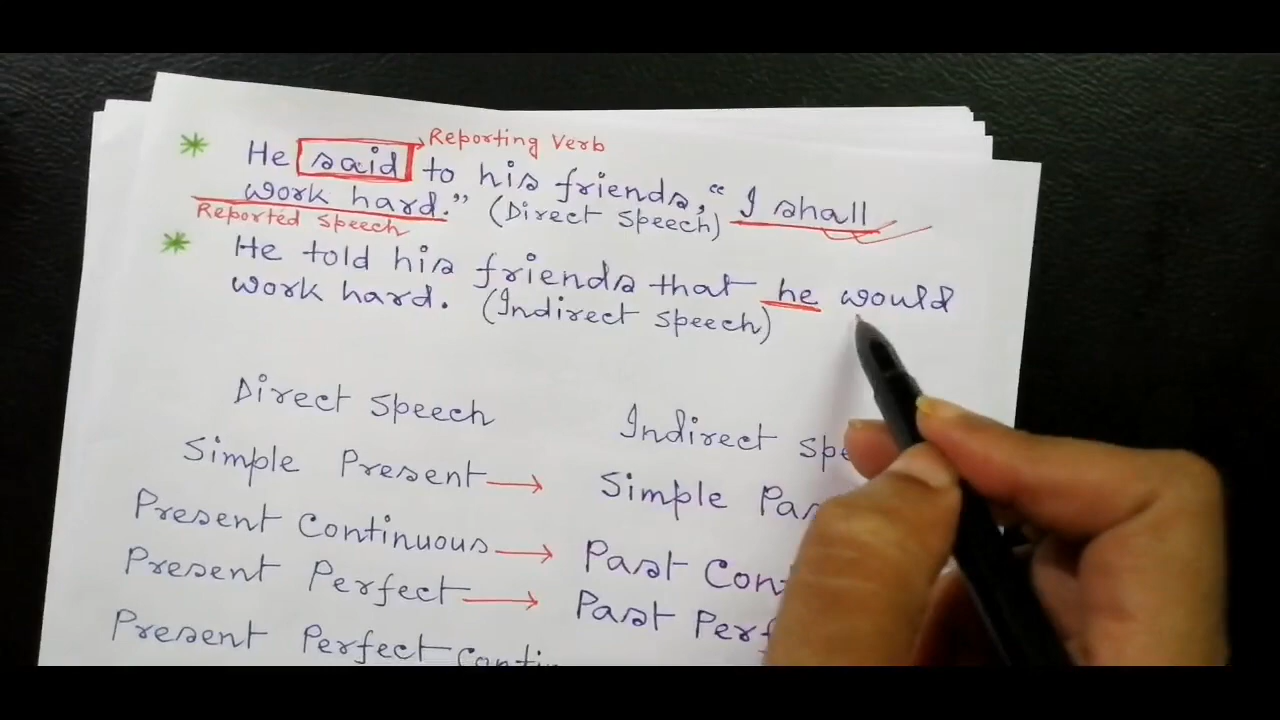 Reporting Verb
He said to his friends, "I shall
work hard." (Direct Speech)
Reported Speech
He told his friends that he would
work hard. (Indirect Speech)
Direct Speech
Indirect
Simple Present → Simple
Present Continuous → Past
Present Perfect → Past
Present Perfect